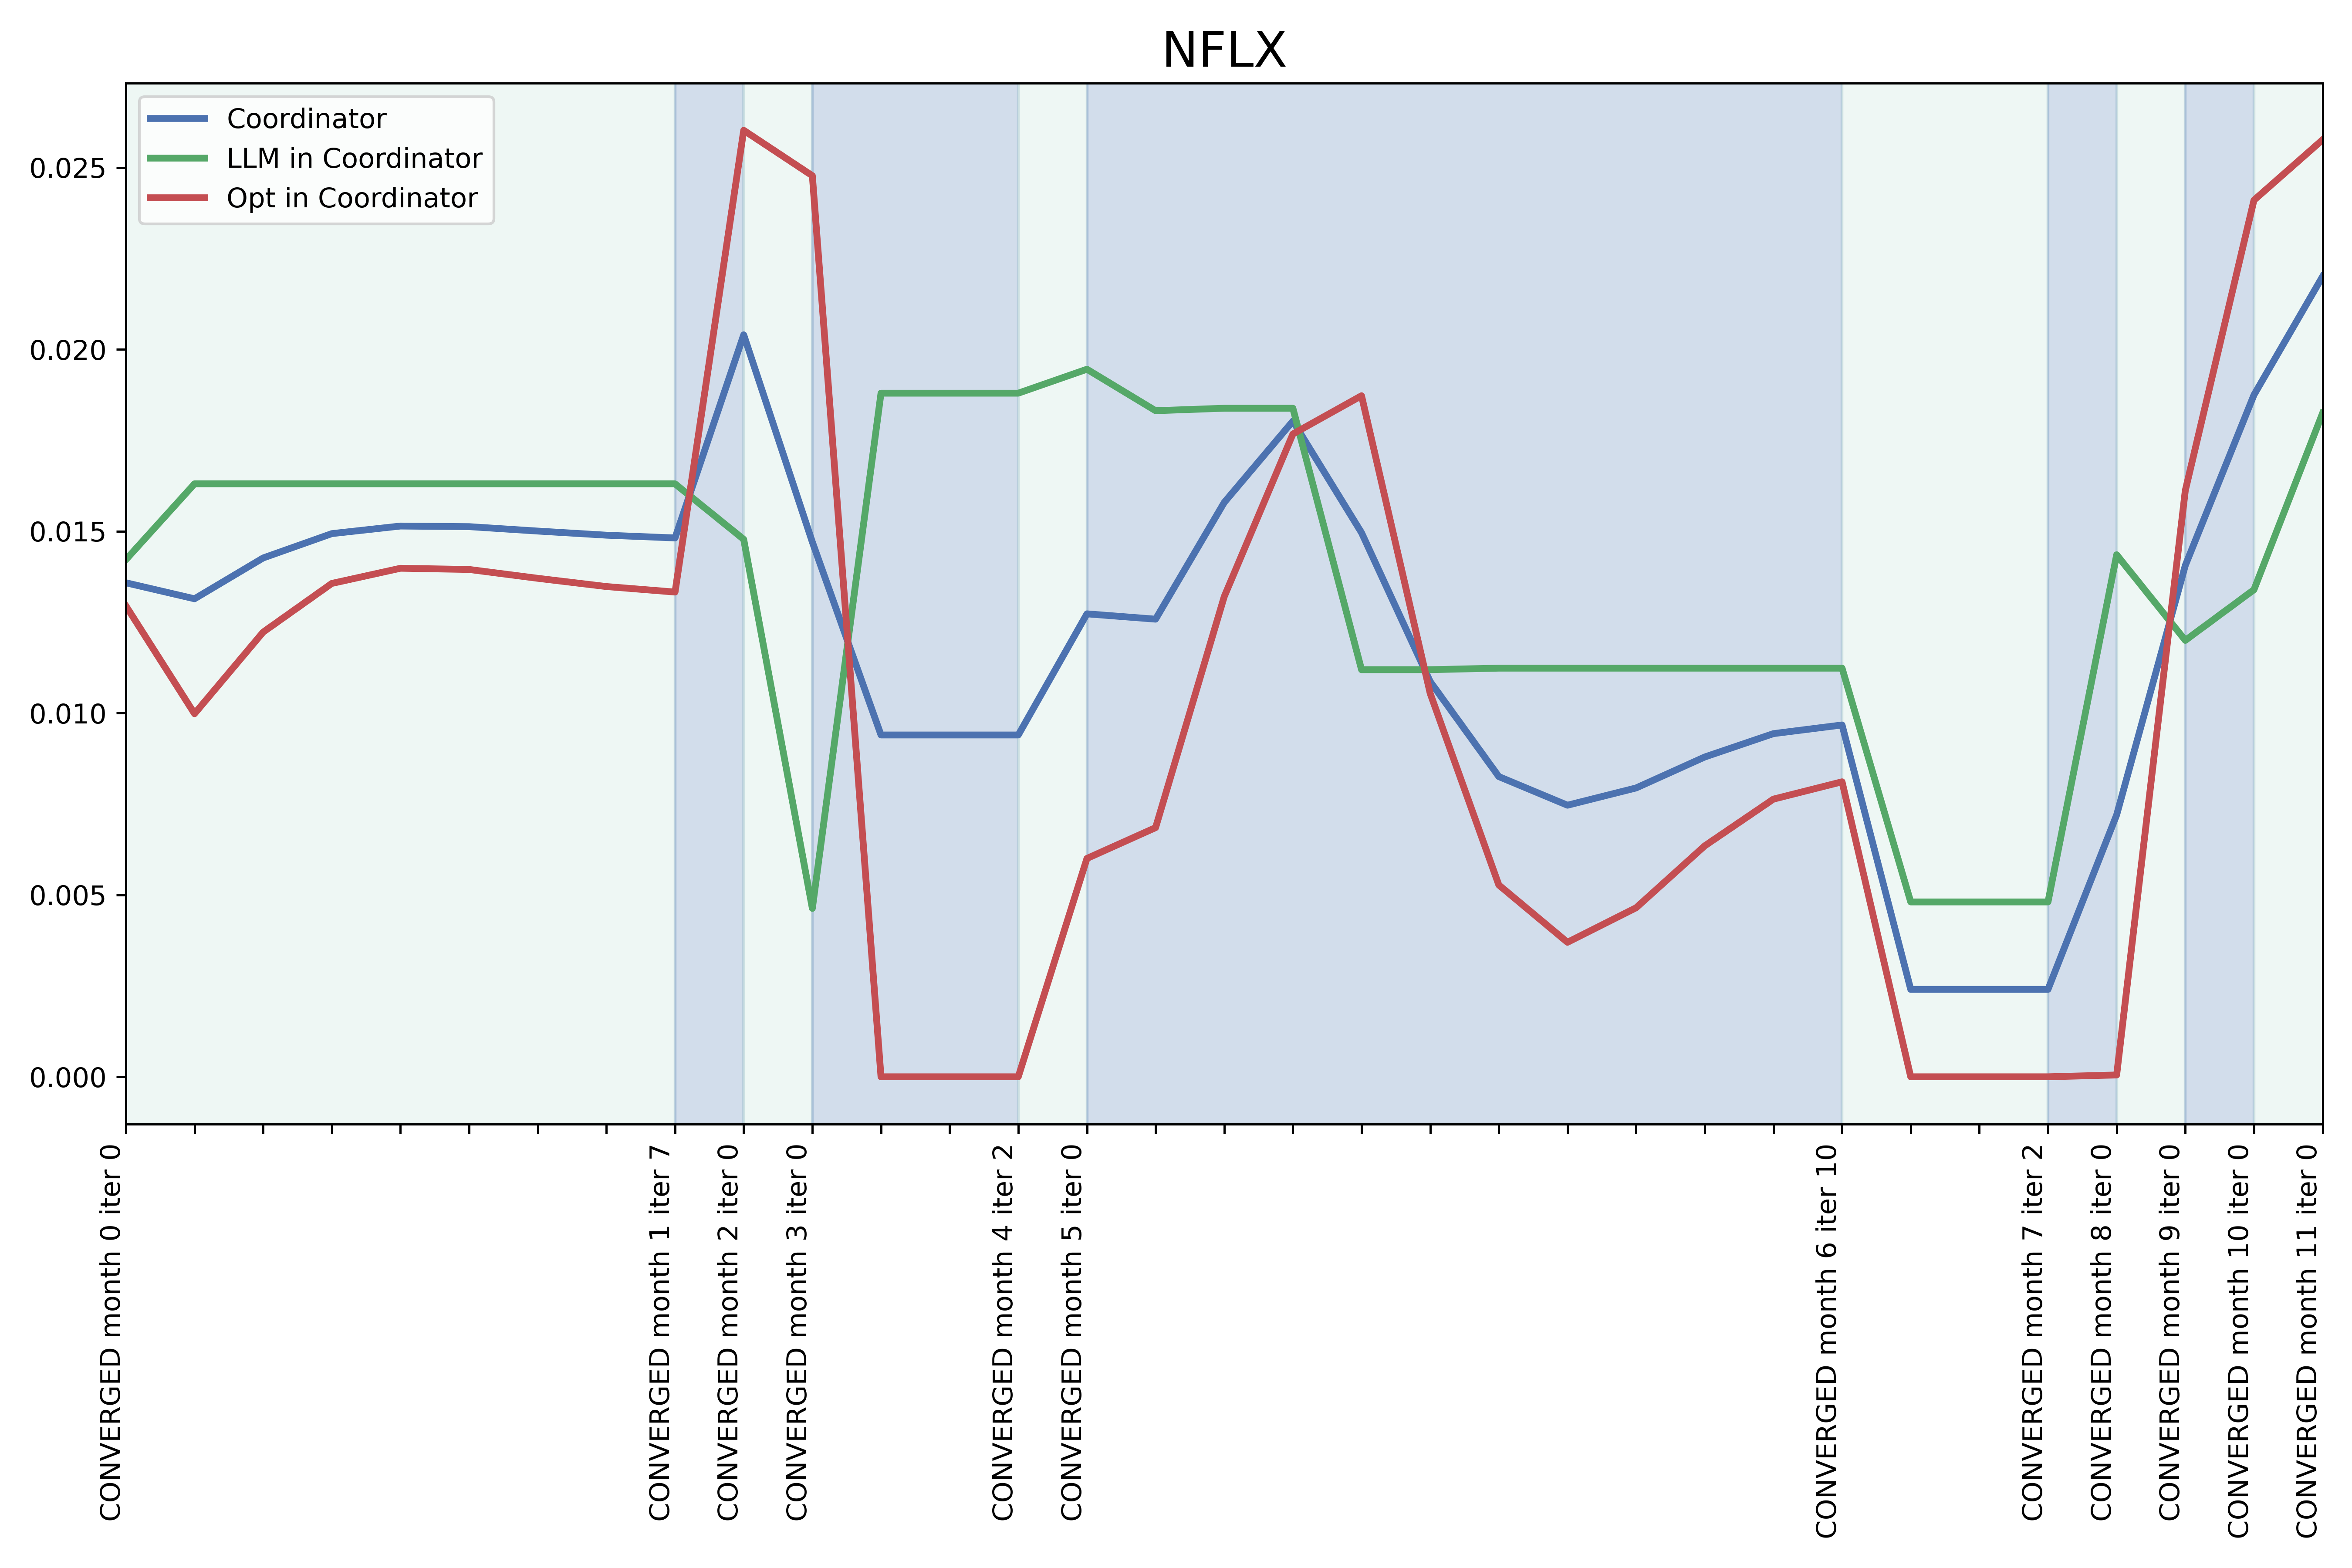 NFLX
Coordinator
LLM in Coordinator
Opt in Coordinator
0.025
0.020
0.015
0.010
0.005
0.000
CONVERGED month 0 iter 0
CONVERGED month 1 iter 7
CONVERGED month 2 iter 0
CONVERGED month 3 iter 0
CONVERGED month 4 iter 2
CONVERGED month 5 iter 0
CONVERGED month 6 iter 10
CONVERGED month 7 iter 2
CONVERGED month 8 iter 0
CONVERGED month 9 iter 0
CONVERGED month 10 iter 0
CONVERGED month 11 iter 0